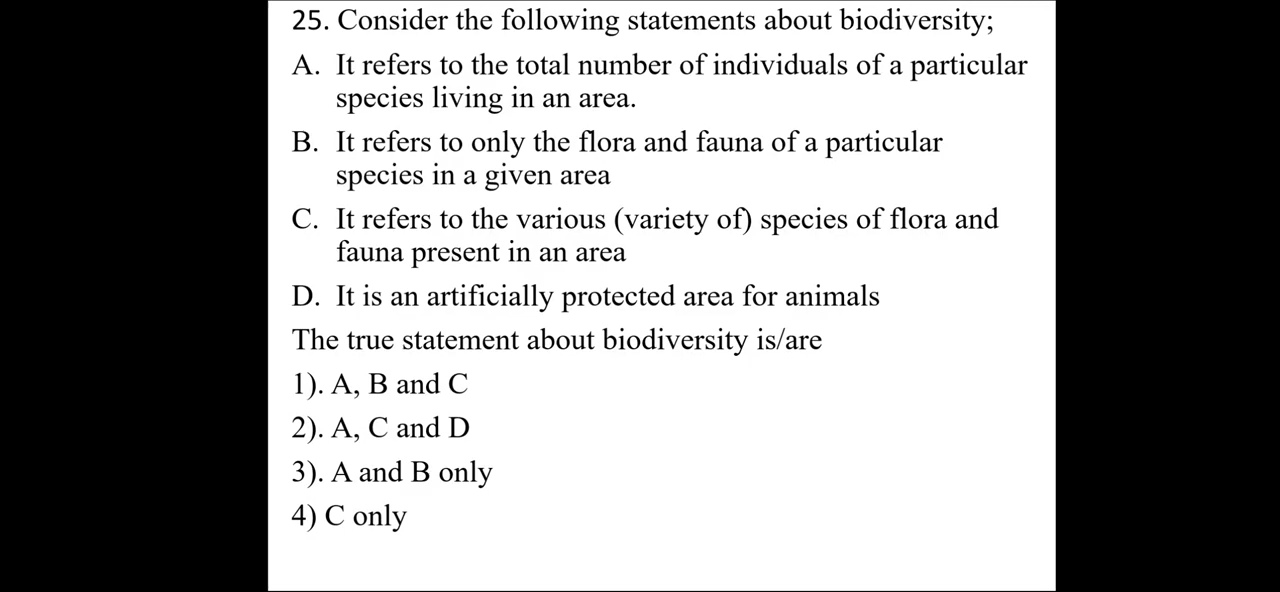 25. Consider the following statements about biodiversity;
A. It refers to the total number of individuals of a particular
species living in an area.
B. It refers to only the flora and fauna of a particular
species in a given area
C. It refers to the various (variety of) species of flora and
fauna present in an area
D. It is an artificially protected area for animals
The true statement about biodiversity is/are
1). A, B and C
2). A, C and D
3). A and B only
4) C only